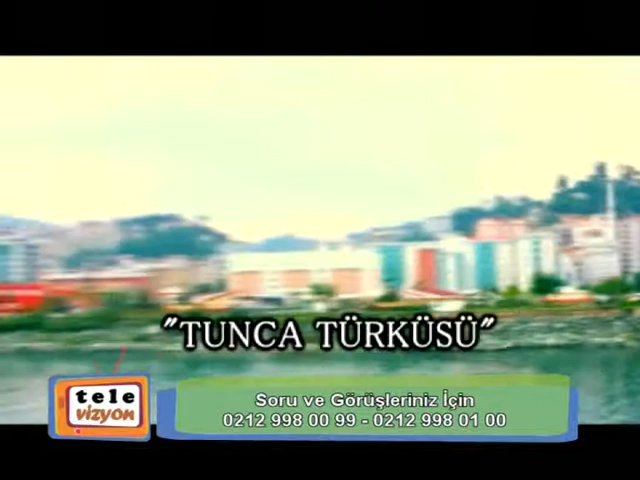 "TUNCA TÜRKÜSÜ"
tele
vizyon
Soru ve Görüşleriniz İçin
0212 998 00 99 - 0212 998 01 00